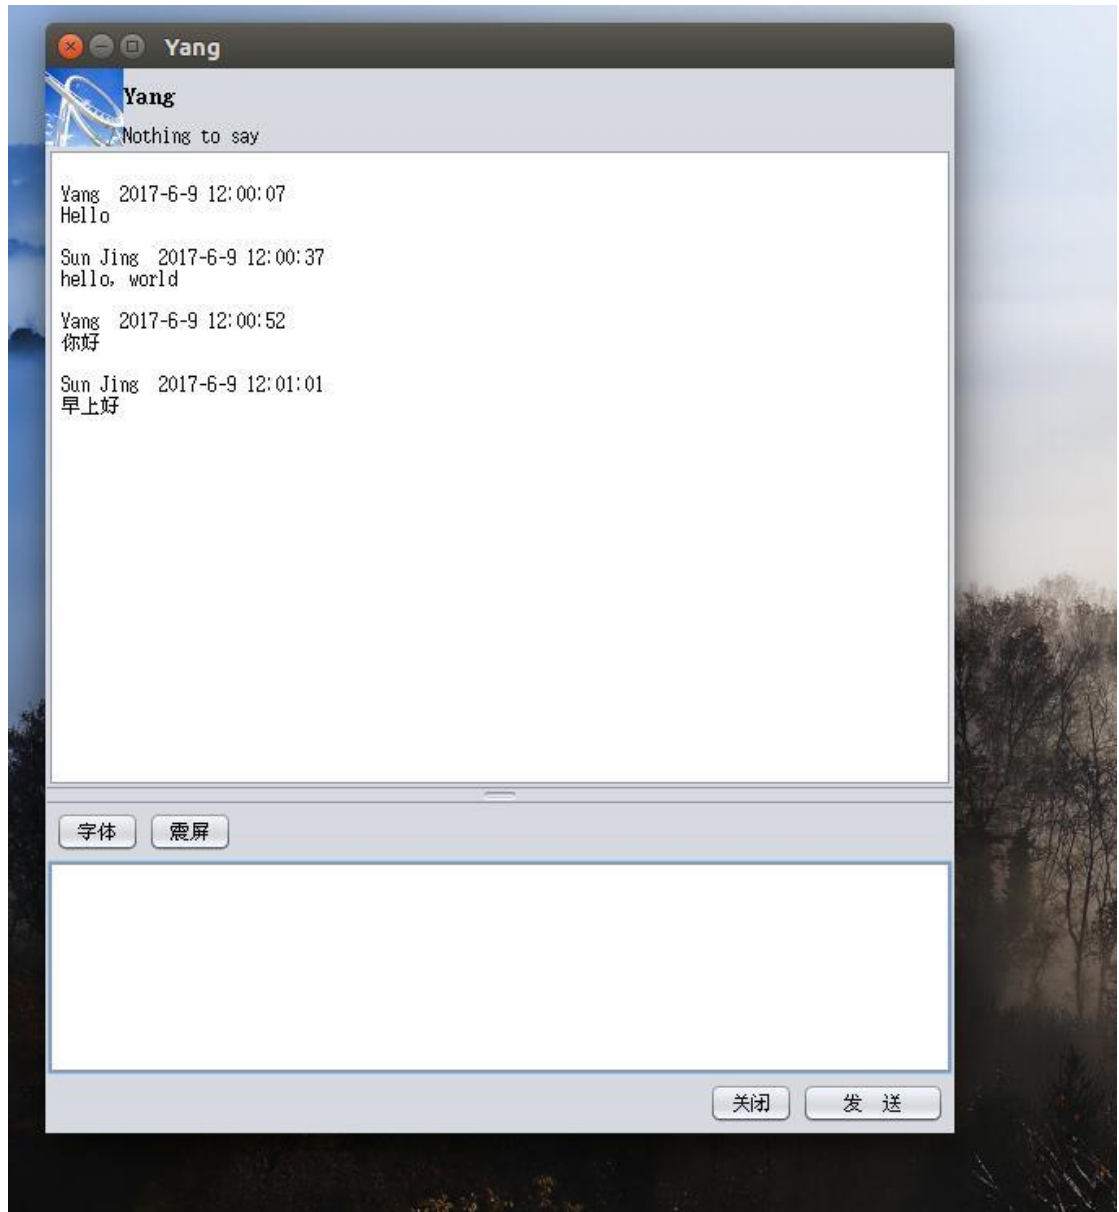 Yang
Yang
Nothing to say
Yang 2017-6-9 12:00:07
Hello
Sun Jing 2017-6-9 12:00:37
hello, world
Yang 2017-6-9 12:00:52
你好
Sun Jing 2017-6-9 12:01:01
早上好
字体 震屏
关闭 发 送